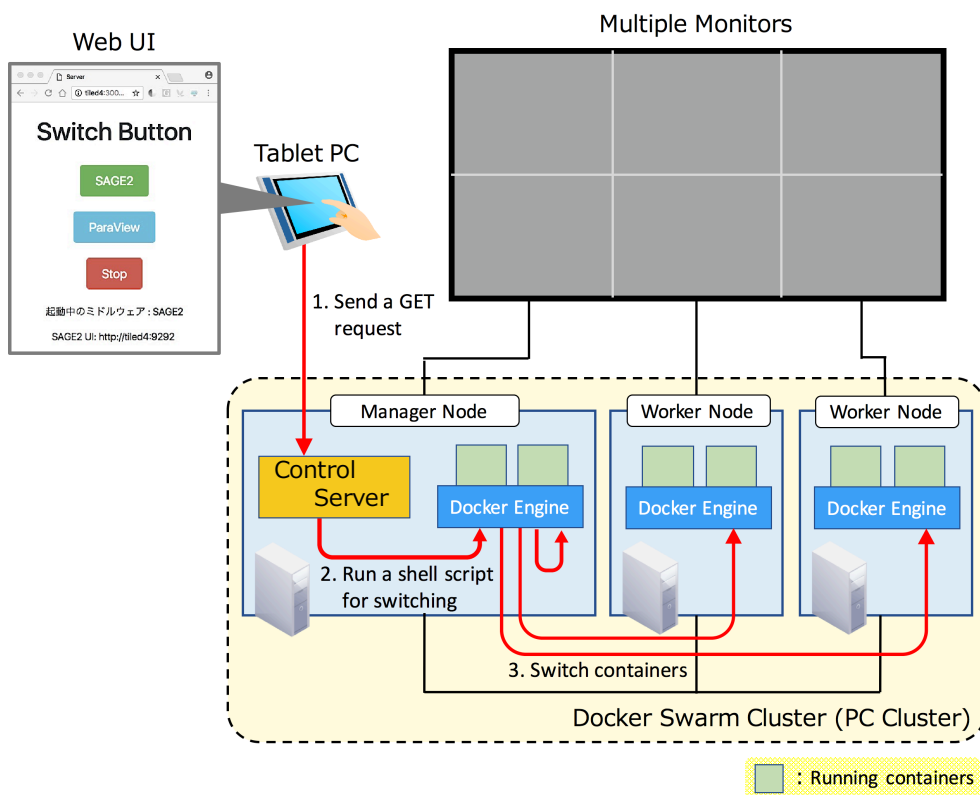 Web UI
Multiple Monitors
Server
tiled4:300...
Switch Button
SAGE2
ParaView
Stop
起動中のミドルウェア : SAGE2
SAGE2 UI: http://tiled4:9292
Tablet PC
1. Send a GET
request
Manager Node
Worker Node
Worker Node
Control
Server
Docker Engine
Docker Engine
Docker Engine
2. Run a shell script
for switching
3. Switch containers
Docker Swarm Cluster (PC Cluster)
: Running containers